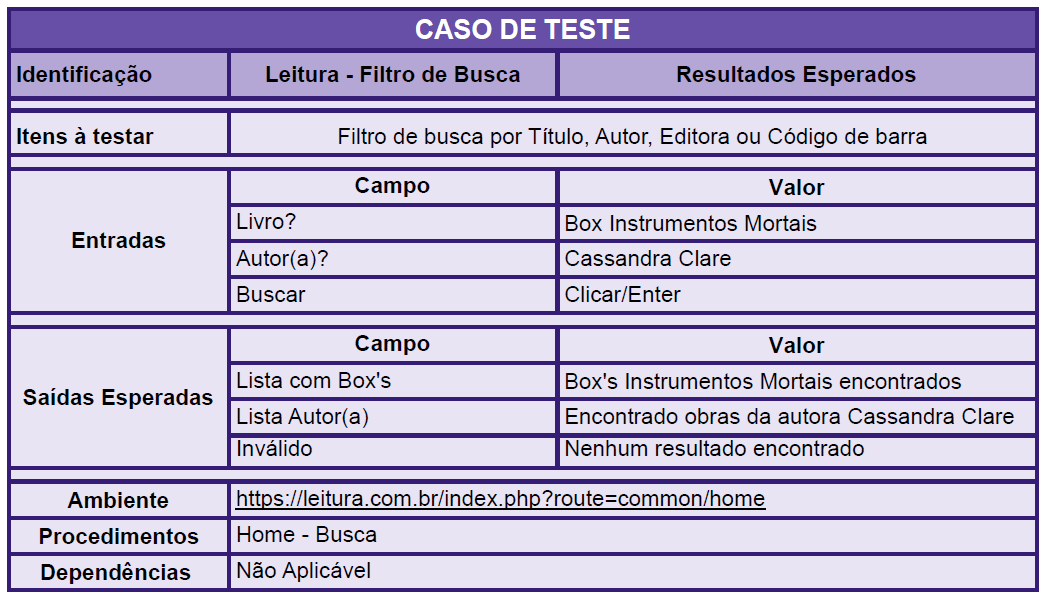 CASO DE TESTE
Identificação Leitura - Filtro de Busca Resultados Esperados
Itens à testar Filtro de busca por Título, Autor, Editora ou Código de barra
Entradas
Campo Valor
Livro? Box Instrumentos Mortais
Autor(a)? Cassandra Clare
Buscar Clicar/Enter
Saídas Esperadas
Campo Valor
Lista com Box's Box's Instrumentos Mortais encontrados
Lista Autor(a) Encontrado obras da autora Cassandra Clare
Inválido Nenhum resultado encontrado
Ambiente https://leitura.com.br/index.php?route=common/home
Procedimentos Home - Busca
Dependências Não Aplicável